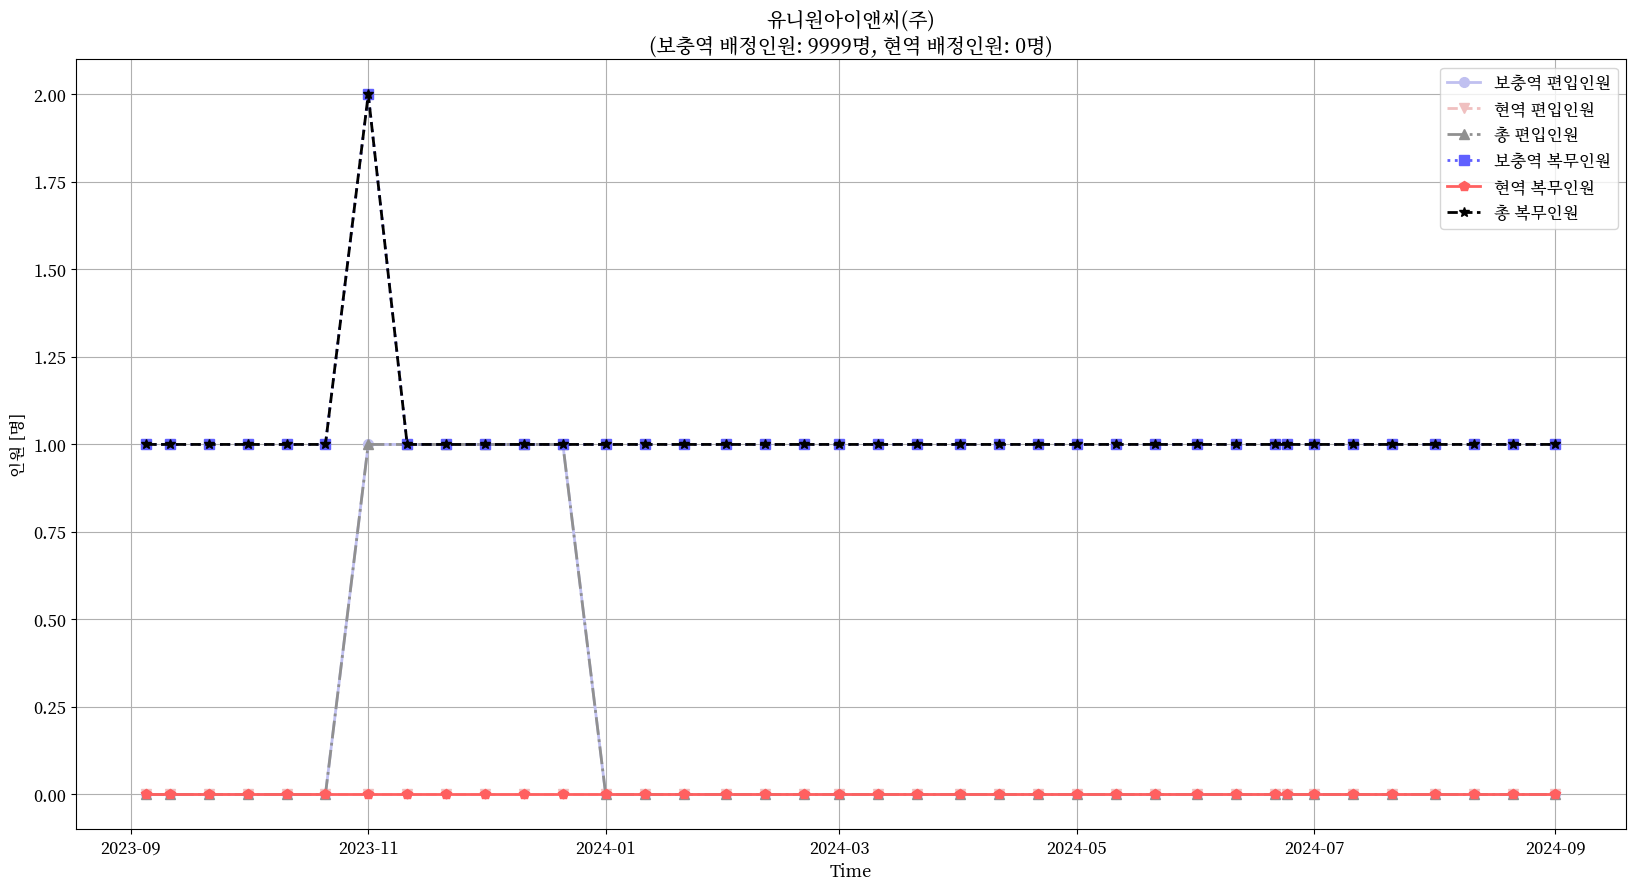 유니원아이앤씨(주)
(보충역 배정인원: 9999명, 현역 배정인원: 0명)
보충역 편입인원
현역 편입인원
총 편입인원
보충역 복무인원
현역 복무인원
총 복무인원
인원 [명]
2.00
1.75
1.50
1.25
1.00
0.75
0.50
0.25
0.00
2023-09
2023-11
2024-01
2024-03
2024-05
2024-07
2024-09
Time